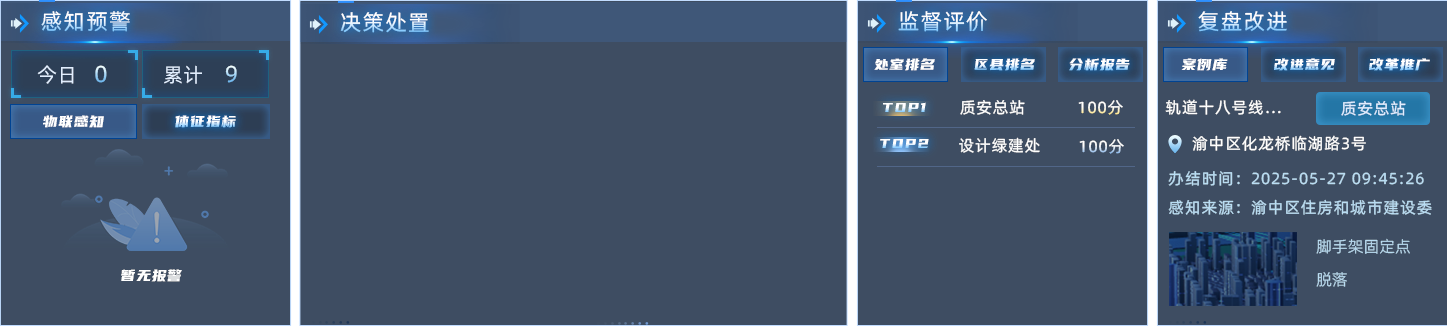 感知预警
今日 0 累计 9
物联感知 体征指标
暂无报警
决策处置
监督评价
处室排名 区县排名 分析报告
TOP1 质安总站 100分
TOP2 设计绿建处 100分
复盘改进
案例库 改进意见 改革推广
轨道十八号线... 质安总站
渝中区化龙桥临湖路3号
办结时间：2025-05-27 09:45:26
感知来源：渝中区住房和城市建设委
脚手架固定点
脱落